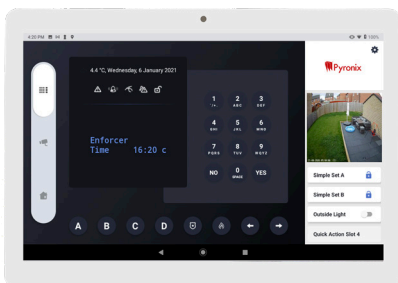 4:20 PM
100%
4.4 °C, Wednesday, 6 January 2021
Pyronix
Enforcer
Time 16:20 c
1
2 ABC
3 DEF
4 GHI
5 JKL
6 MNO
7 PQRS
8 TUV
9 WXYZ
NO
0 SPACE
YES
Simple Set A
Simple Set B
Outside Light
Quick Action Slot 4
A B C D